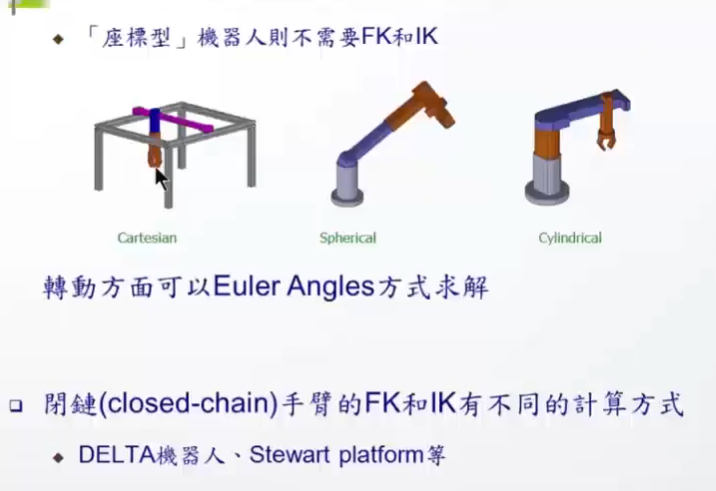 「座標型」機器人則不需要FK和IK
Cartesian Spherical Cylindrical
轉動方面可以Euler Angles方式求解
閉鏈(closed-chain)手臂的FK和IK有不同的計算方式
DELTA機器人、Stewart platform等